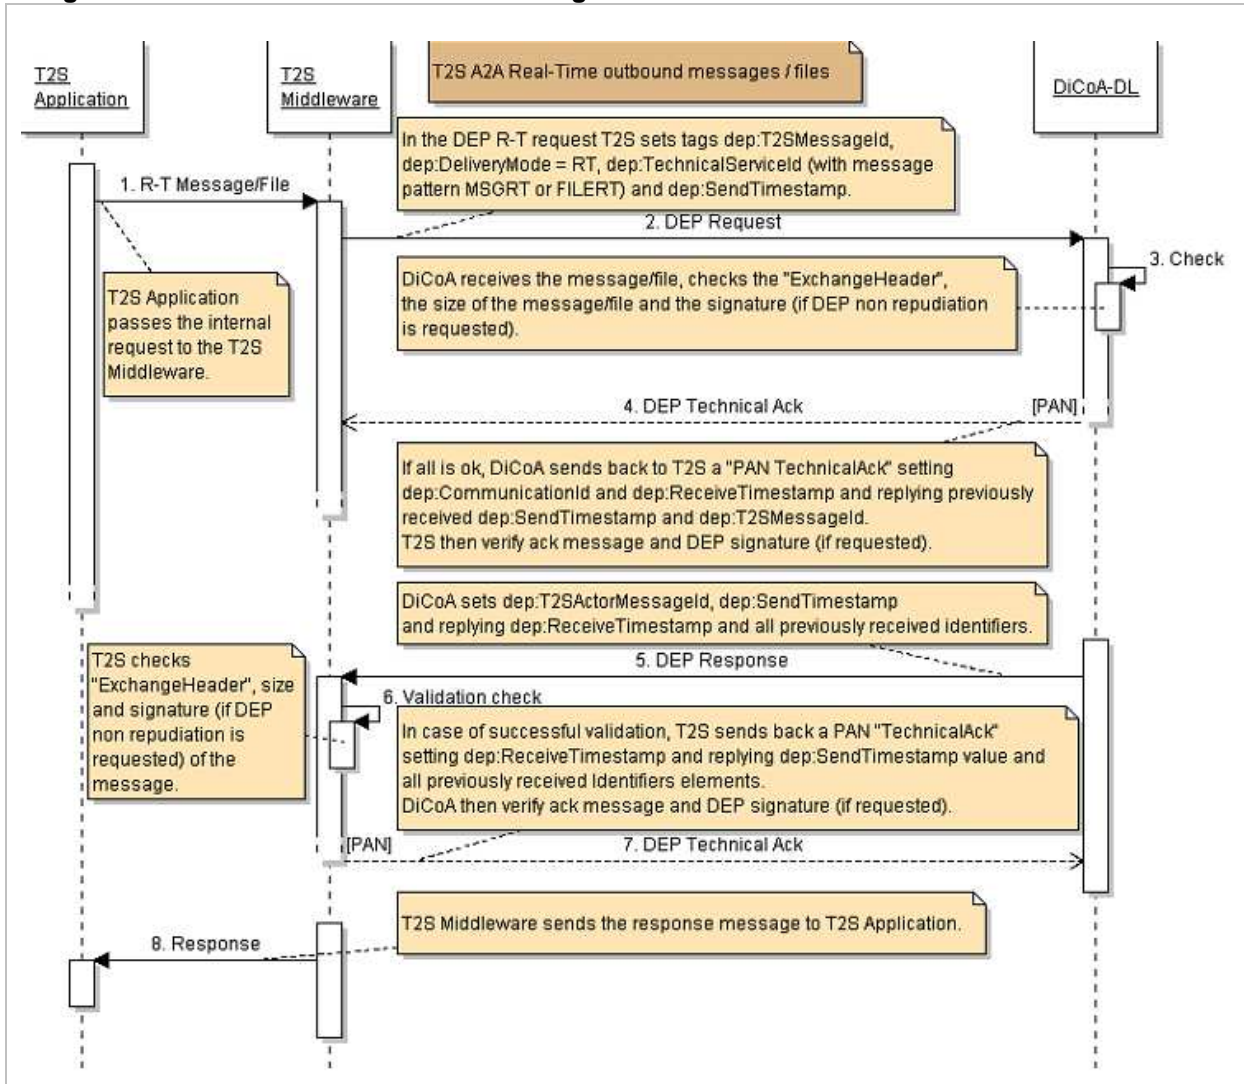 T2S
Application
T2S
Middleware
T2S A2A Real-Time outbound messages / files
DiCoA-DL
In the DEP R-T request T2S sets tags dep:T2SMessageId,
dep:DeliveryMode = RT, dep:TechnicalServiceId (with message
pattern MSGRT or FILERT) and dep:SendTimestamp.
1. R-T Message/File
2. DEP Request
3. Check
T2S Application
passes the internal
request to the T2S
Middleware.
DiCoA receives the message/file, checks the "ExchangeHeader",
the size of the message/file and the signature (if DEP non repudiation
is requested).
4. DEP Technical Ack
[PAN]
If all is ok, DiCoA sends back to T2S a "PAN TechnicalAck" setting
dep:CommunicationId and dep:ReceiveTimestamp and replying previously
received dep:SendTimestamp and dep:T2SMessageId.
T2S then verify ack message and DEP signature (if requested).
DiCoA sets dep:T2SActorMessageId, dep:SendTimestamp
and replying dep:ReceiveTimestamp and all previously received identifiers.
5. DEP Response
T2S checks
"ExchangeHeader", size
and signature (if DEP
non repudiation is
requested) of the
message.
6. Validation check
In case of successful validation, T2S sends back a PAN "TechnicalAck"
setting dep:ReceiveTimestamp and replying dep:SendTimestamp value and
all previously received Identifiers elements.
DiCoA then verify ack message and DEP signature (if requested).
[PAN]
7. DEP Technical Ack
T2S Middleware sends the response message to T2S Application.
8. Response